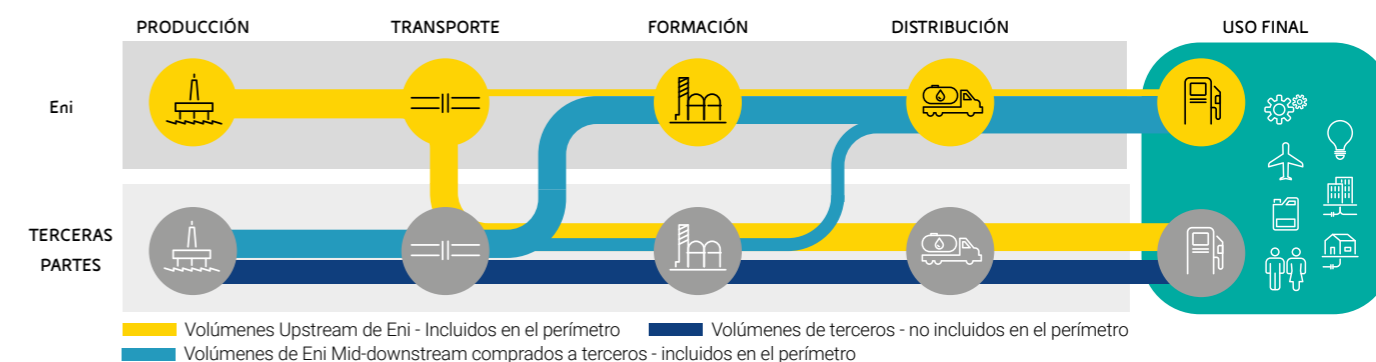 PRODUCCIÓN TRANSPORTE FORMACIÓN DISTRIBUCIÓN USO FINAL
Eni
TERCERAS
PARTES
Volúmenes Upstream de Eni - Incluidos en el perímetro Volúmenes de terceros - no incluidos en el perímetro
Volúmenes de Eni Mid-downstream comprados a terceros - incluidos en el perímetro